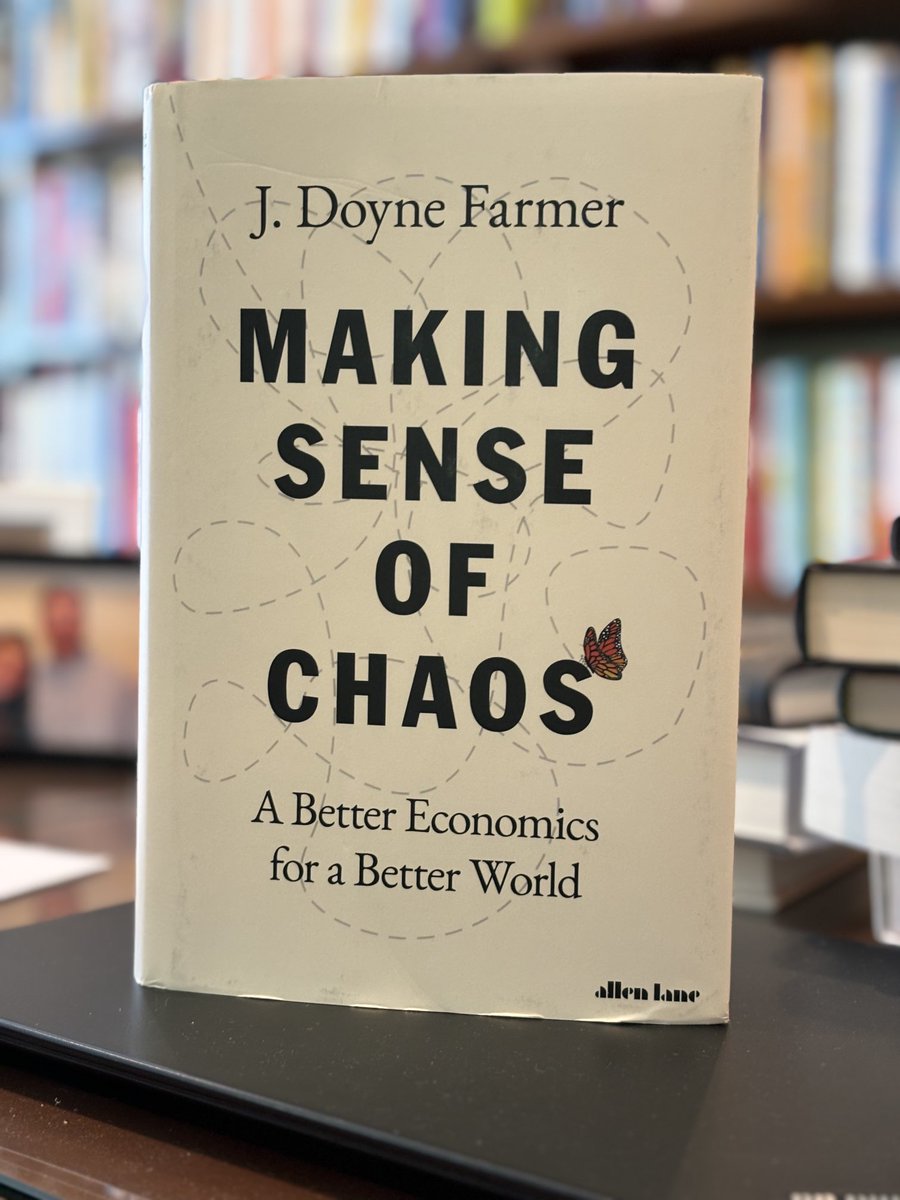 J. Doyne Farmer
MAKING
SENSE
OF
CHAOS
A Better Economics
for a Better World
allen lane